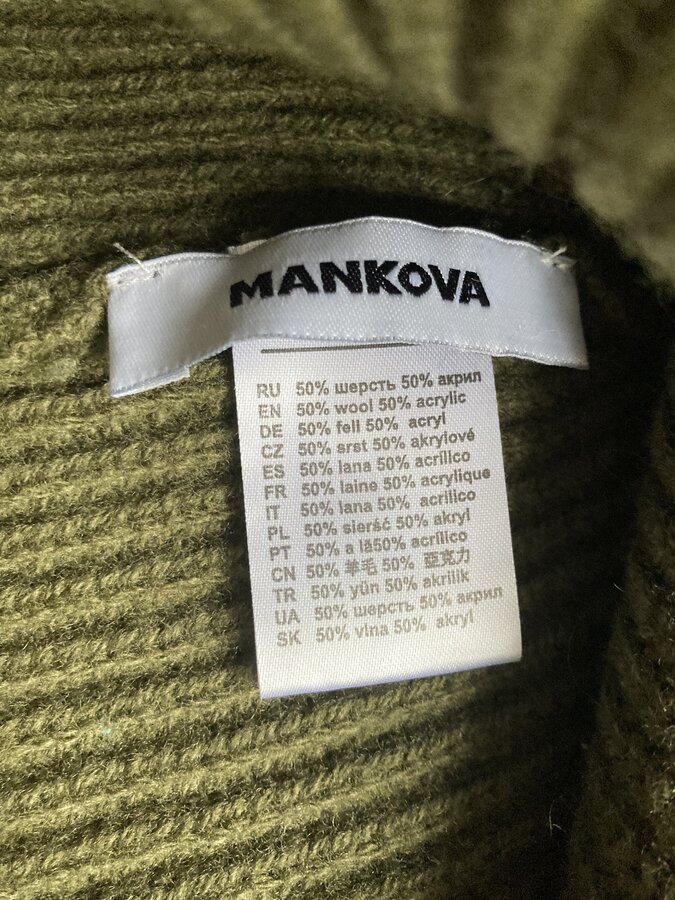 MANKOVA
RU 50% шерсть 50% акрил
EN 50% wool 50% acrylic
DE 50% fell 50% acryl
CZ 50% srst 50% akrylové
ES 50% lana 50% acrílico
FR 50% laine 50% acrylique
IT 50% lana 50% acrilico
PL 50% sierść 50% akryl
PT 50% a lã50% acrílico
CN 50% 羊毛 50% 亚克力
TR 50% yün 50% akrilik
UA 50% шерсть 50% акрил
SK 50% vlna 50% akryl